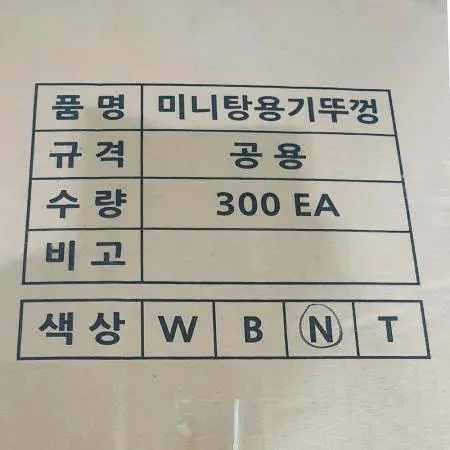 품명 미니탕용기뚜껑
규격 공용
수량 300 EA
비고
색상 W B N T